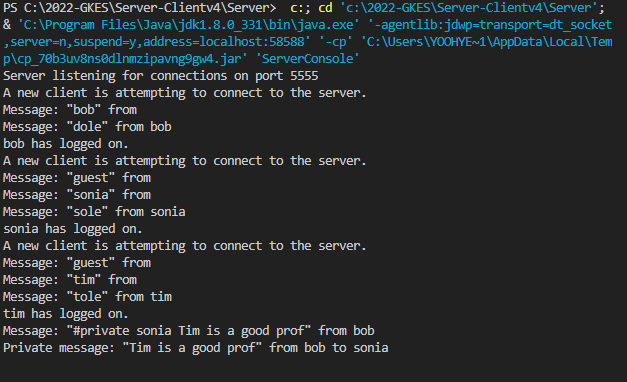 PS C:\2022-GKES\Server-Clientv4\Server>  c:; cd 'c:\2022-GKES\Server-Clientv4\Server';
& 'C:\Program Files\Java\jdk1.8.0_331\bin\java.exe' '-agentlib:jdwp=transport=dt_socket
,server=n,suspend=y,address=localhost:58588' '-cp' 'C:\Users\YOOHYE~1\AppData\Local\Tem
p\cp_70b3uv8ns0dlnmzipavng9gw4.jar' 'ServerConsole'
Server listening for connections on port 5555
A new client is attempting to connect to the server.
Message: "bob" from
Message: "dole" from bob
bob has logged on.
A new client is attempting to connect to the server.
Message: "guest" from
Message: "sonia" from
Message: "sole" from sonia
sonia has logged on.
A new client is attempting to connect to the server.
Message: "guest" from
Message: "tim" from
Message: "tole" from tim
tim has logged on.
Message: "#private sonia Tim is a good prof" from bob
Private message: "Tim is a good prof" from bob to sonia